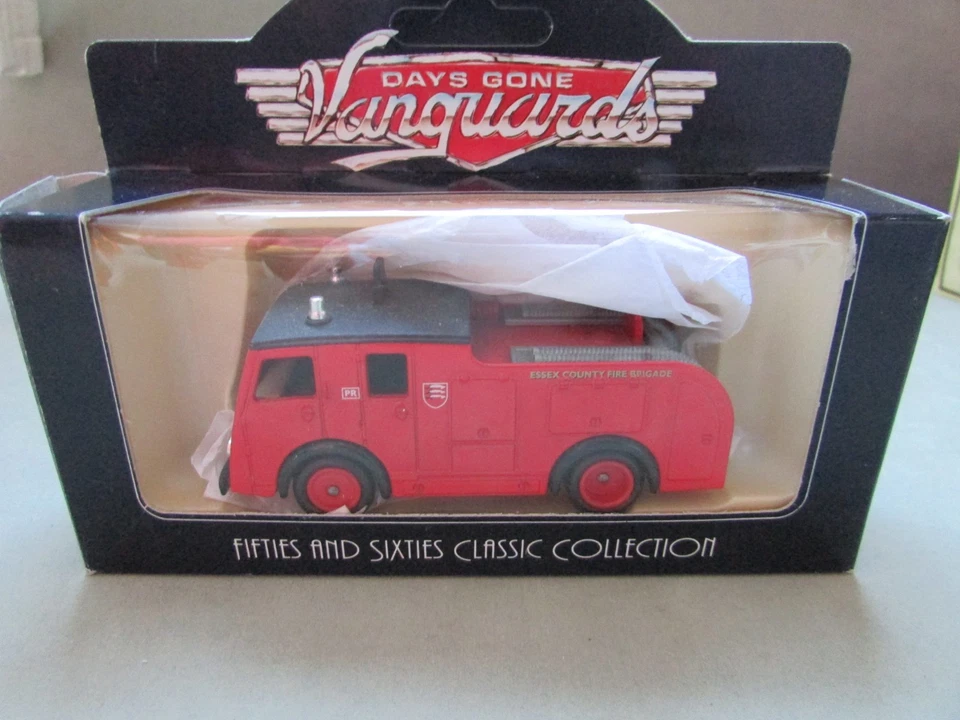 DAYS GONE
Vanguards
ESSEX COUNTY FIRE BRIGADE
PR
FIFTIES AND SIXTIES CLASSIC COLLECTION